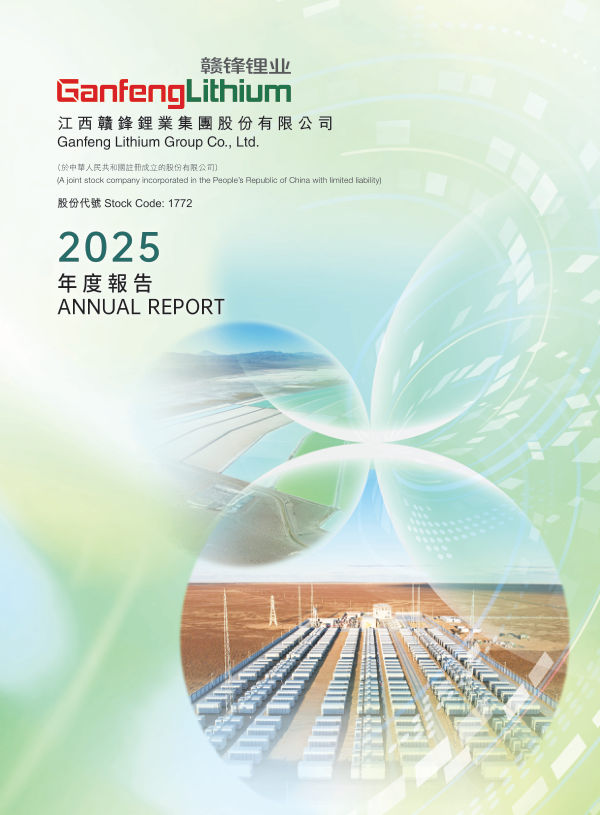 赣锋锂业
GanfengLithium
江西贛鋒鋰業集團股份有限公司
Ganfeng Lithium Group Co., Ltd.
(於中華人民共和國註冊成立的股份有限公司)
(A joint stock company incorporated in the People's Republic of China with limited liability)
股份代號 Stock Code: 1772
2025
年度報告
ANNUAL REPORT